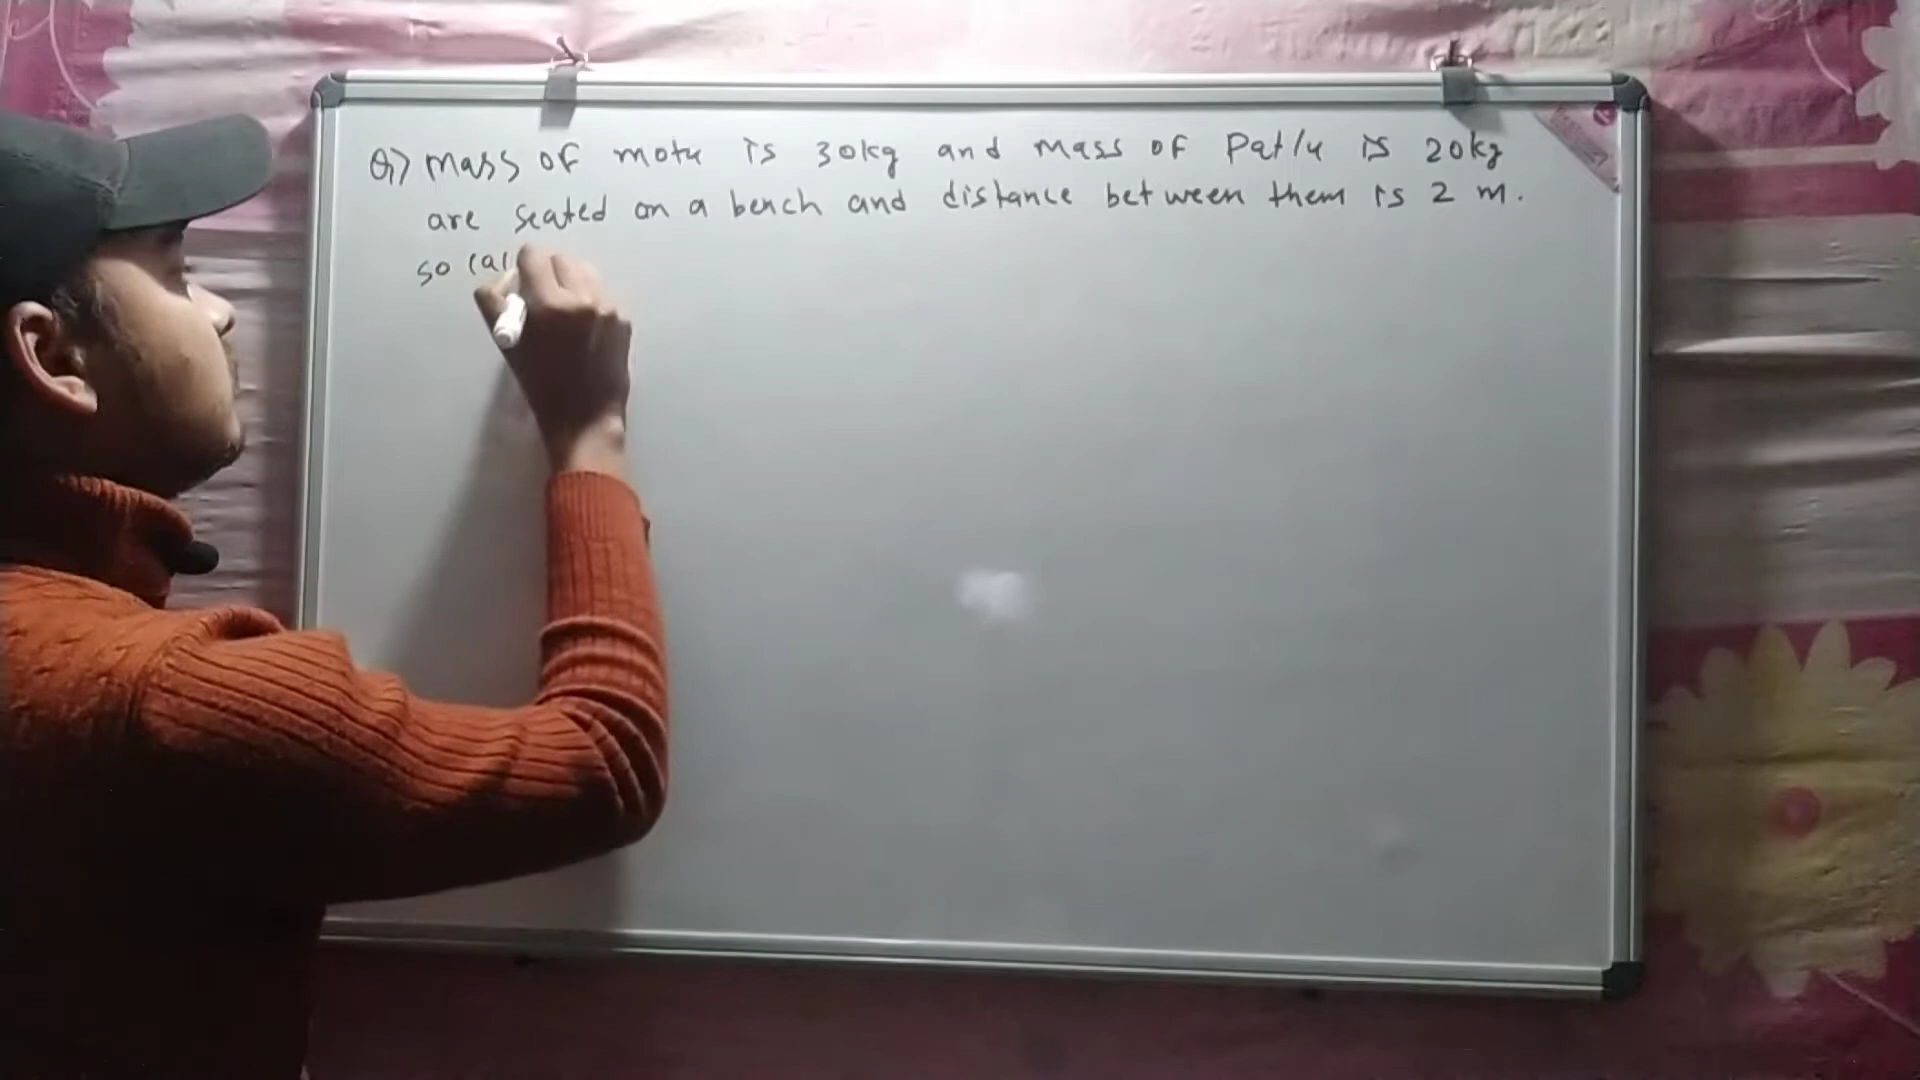 Q) Mass of motu is 30kg and mass of Patlu is 20kg
are seated on a bench and distance between them is 2 m.
so cal